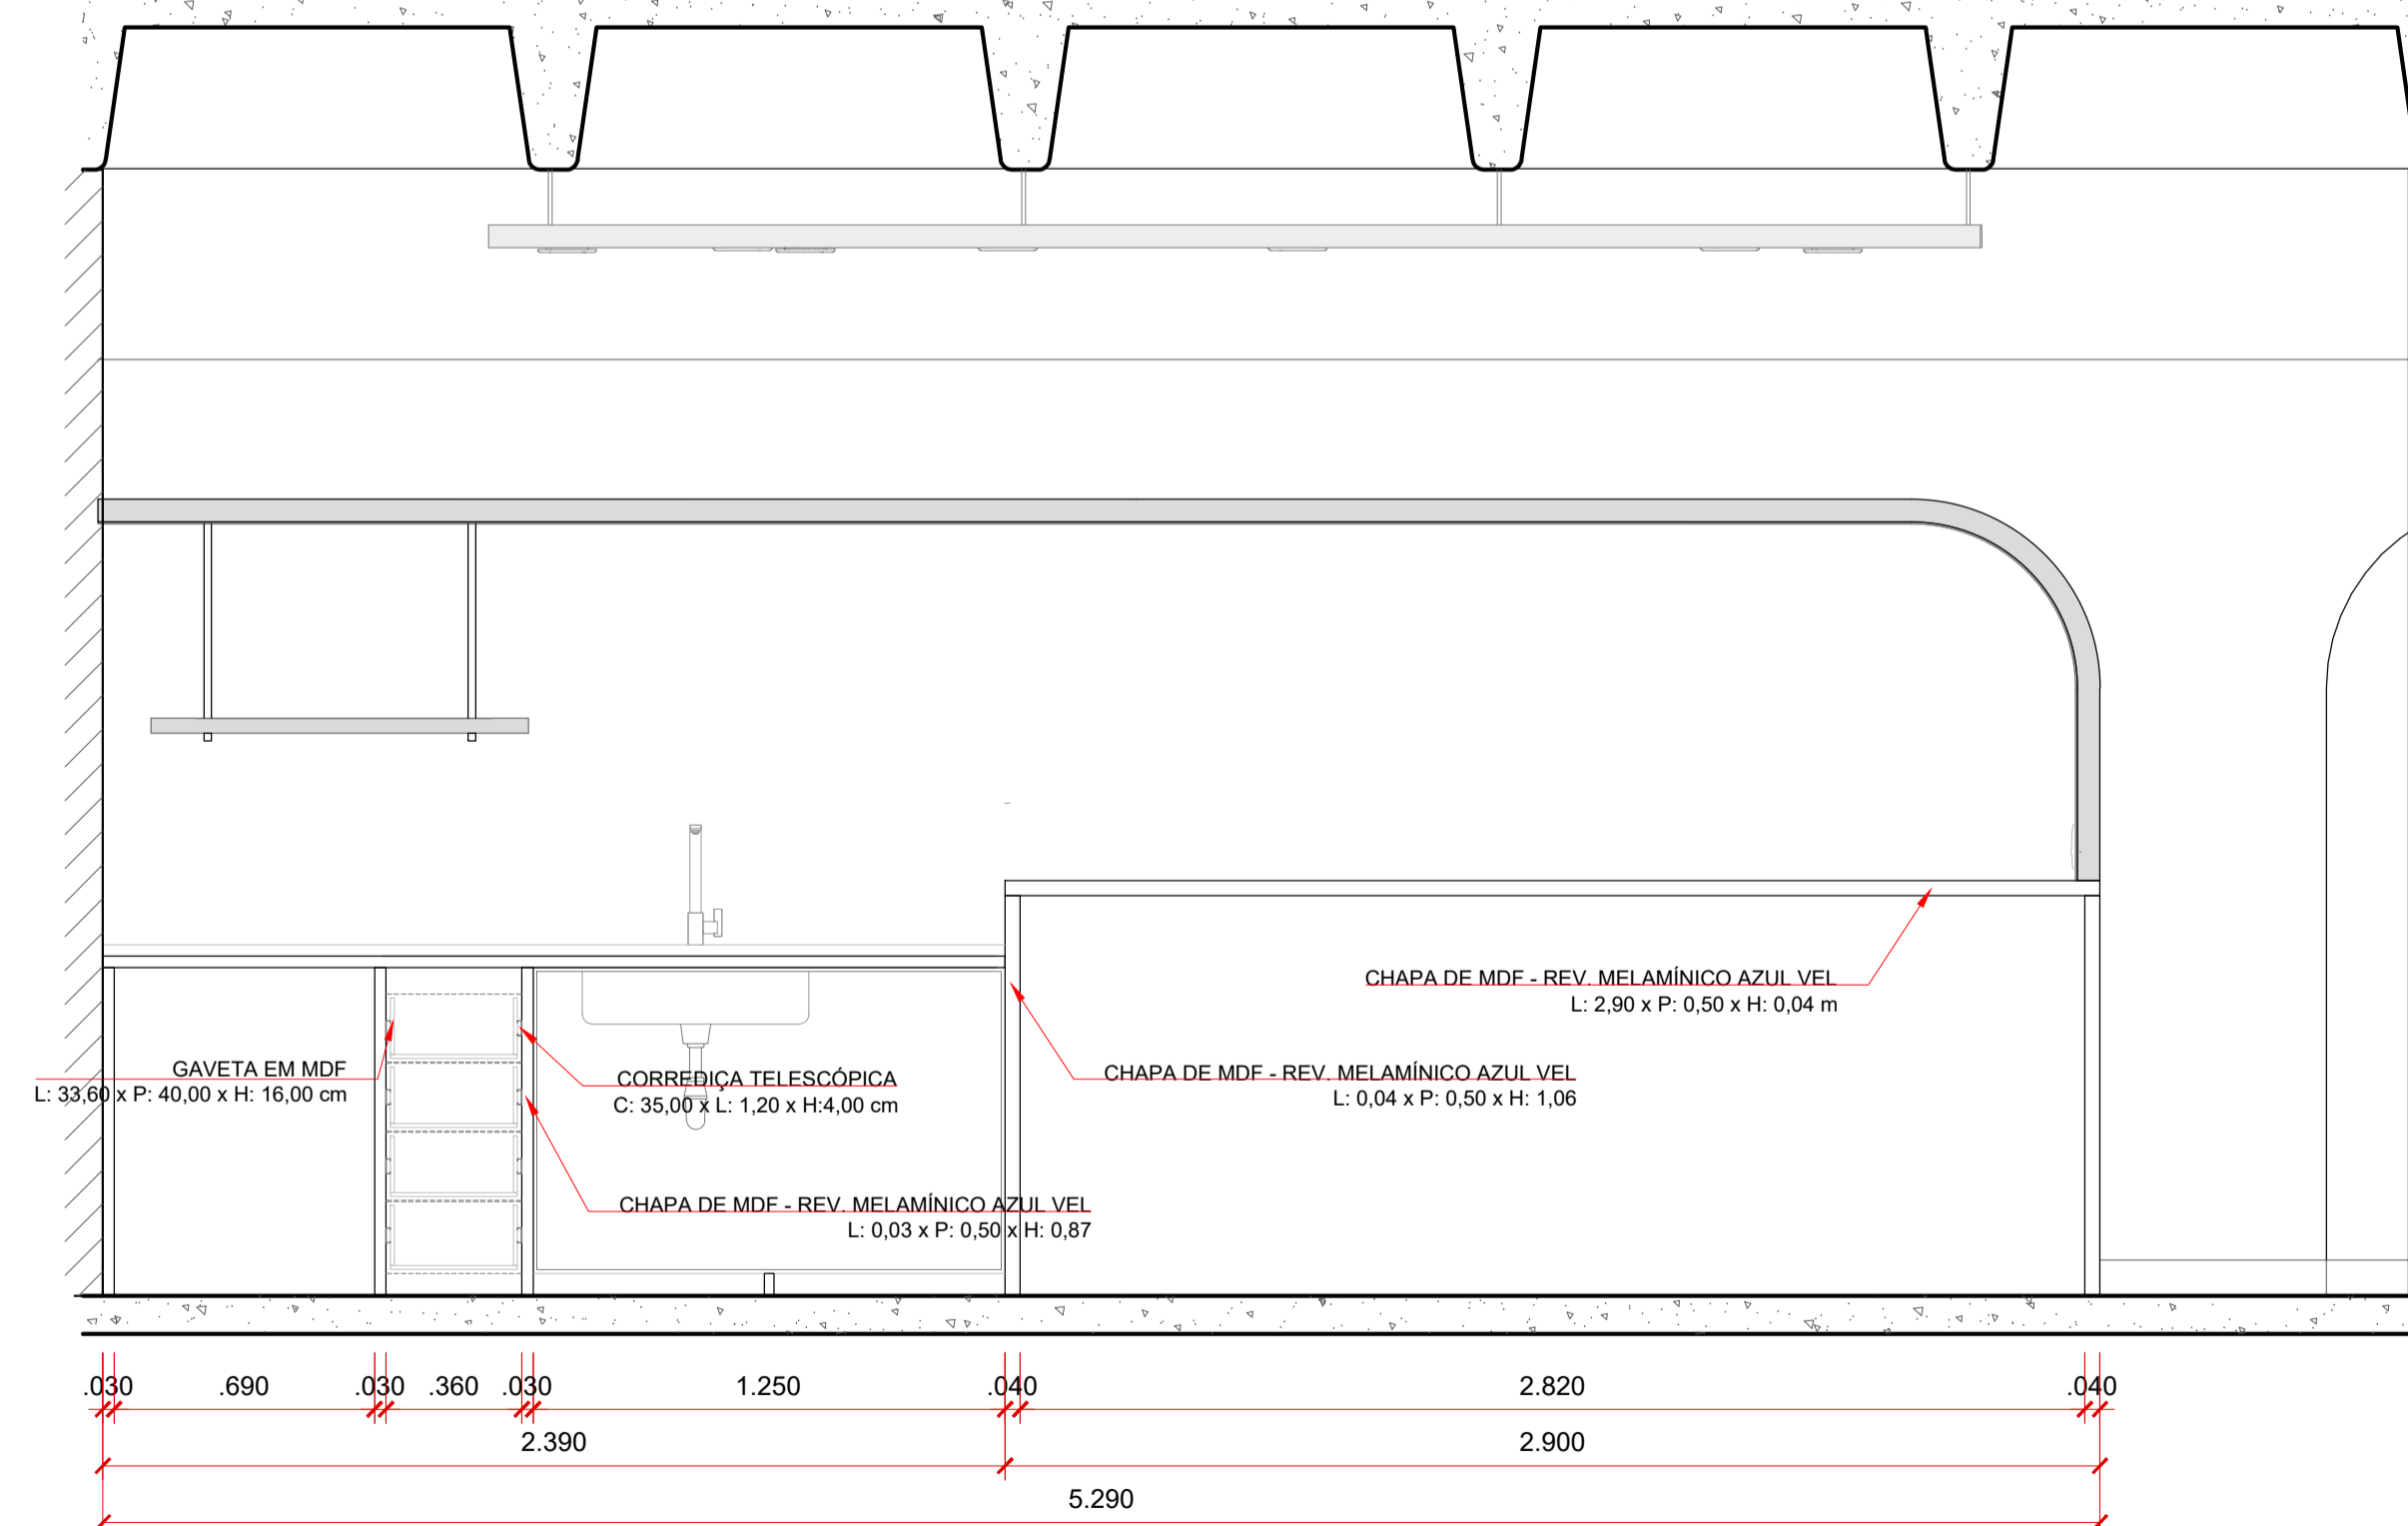 CHAPA DE MDF - REV. MELAMÍNICO AZUL VEL
L: 2,90 x P: 0,50 x H: 0,04 m
GAVETA EM MDF
L: 33,60 x P: 40,00 x H: 16,00 cm
CORREDIÇA TELESCÓPICA
C: 35,00 x L: 1,20 x H:4,00 cm
CHAPA DE MDF - REV. MELAMÍNICO AZUL VEL
L: 0,04 x P: 0,50 x H: 1,06
CHAPA DE MDF - REV. MELAMÍNICO AZUL VEL
L: 0,03 x P: 0,50 x H: 0,87
.030 .690 .030 .360 .030 1.250 .040 2.820 .040
2.390 2.900
5.290